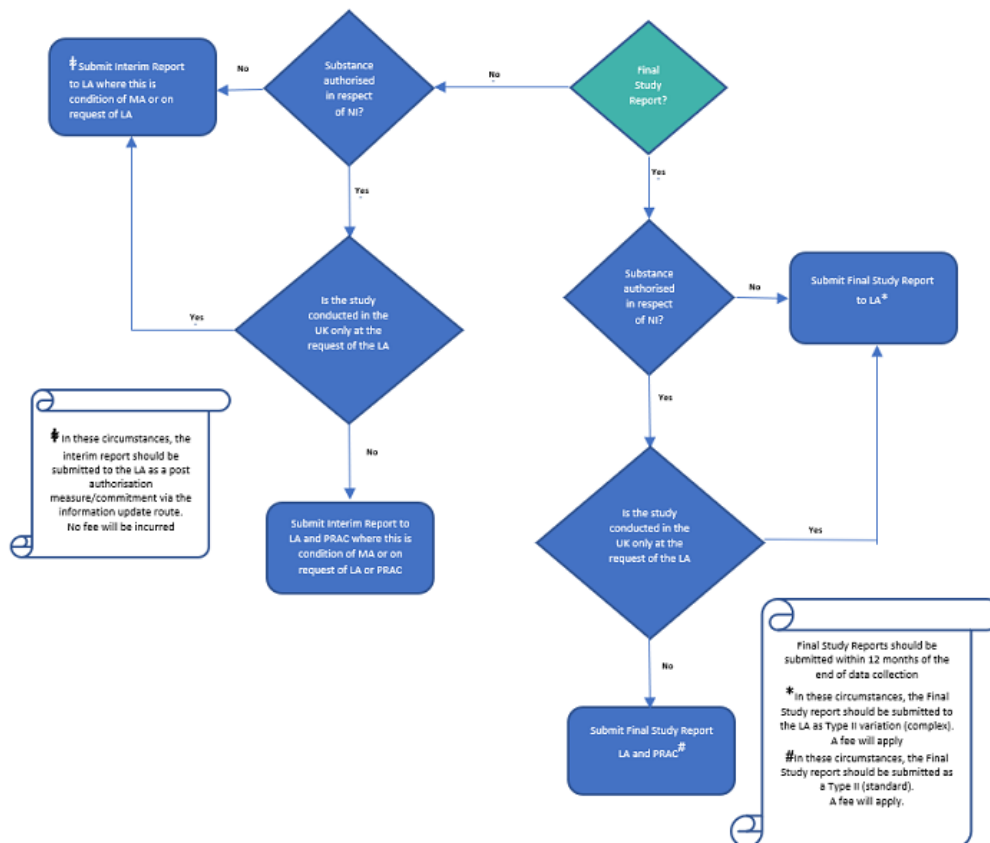 ‡ Submit Interim Report
to LA where this is
condition of MA or on
request of LA
No
Substance
authorised
in respect
of NI?
No
Final
Study
Report?
Yes
Yes
Substance
authorised
in respect
of NI?
No
Submit Final Study Report
to LA*
Is the study
conducted in the
UK only at the
request of the LA
Yes
Yes
‡ In these circumstances, the
interim report should be
submitted to the LA as a post
authorisation
measure/commitment via the
information update route.
No fee will be incurred
No
Submit Interim Report to
LA and PRAC where this is
condition of MA or on
request of LA or PRAC
Is the study
conducted in the
UK only at the
request of the LA
Yes
No
Submit Final Study Report
LA and PRAC#
Final Study Reports should be
submitted within 12 months of the
end of data collection
*In these circumstances, the Final
Study report should be submitted to
the LA as Type II variation (complex).
A fee will apply
#In these circumstances, the Final
Study report should be submitted as
a Type II (standard).
A fee will apply.